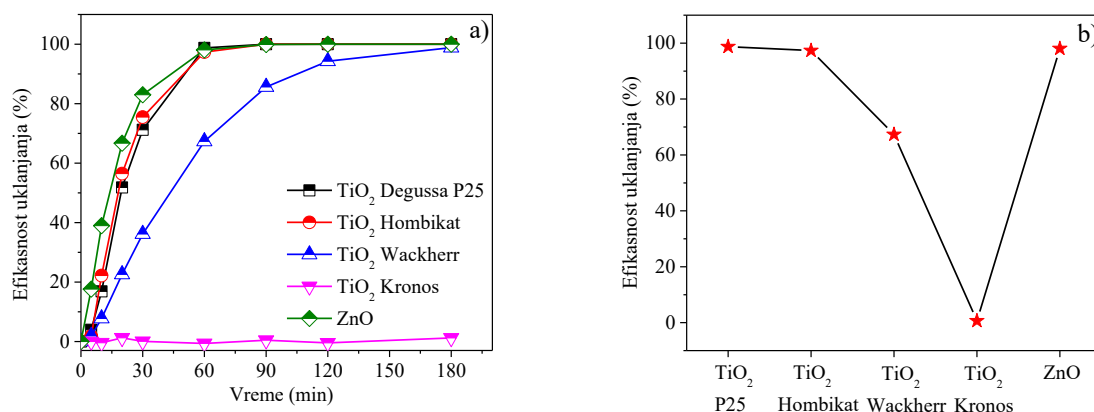 a)
100
80
60
40
20
0
Efikasnost uklanjanja (%)
TiO₂ Degussa P25
TiO₂ Hombikat
TiO₂ Wackherr
TiO₂ Kronos
ZnO
0 30 60 90 120 150 180
Vreme (min)
b)
100
80
60
40
20
0
Efikasnost uklanjanja (%)
TiO₂ TiO₂ TiO₂ TiO₂ ZnO
P25 Hombikat Wackherr Kronos